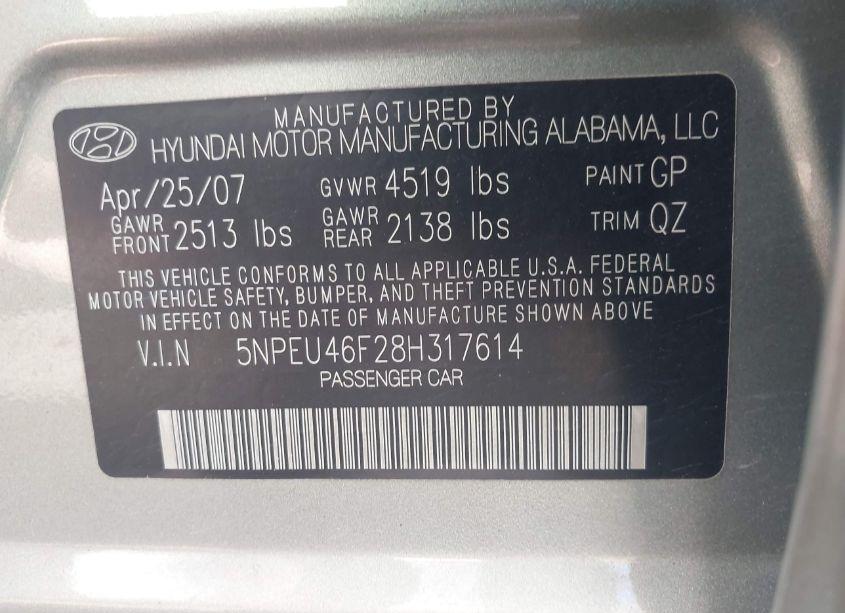 MANUFACTURED BY
HYUNDAI MOTOR MANUFACTURING ALABAMA, LLC
Apr/25/07 GVWR 4519 lbs PAINT GP
GAWR FRONT 2513 lbs GAWR REAR 2138 lbs TRIM QZ
THIS VEHICLE CONFORMS TO ALL APPLICABLE U.S.A. FEDERAL
MOTOR VEHICLE SAFETY, BUMPER, AND THEFT PREVENTION STANDARDS
IN EFFECT ON THE DATE OF MANUFACTURE SHOWN ABOVE
V.I.N 5NPEU46F28H317614
PASSENGER CAR